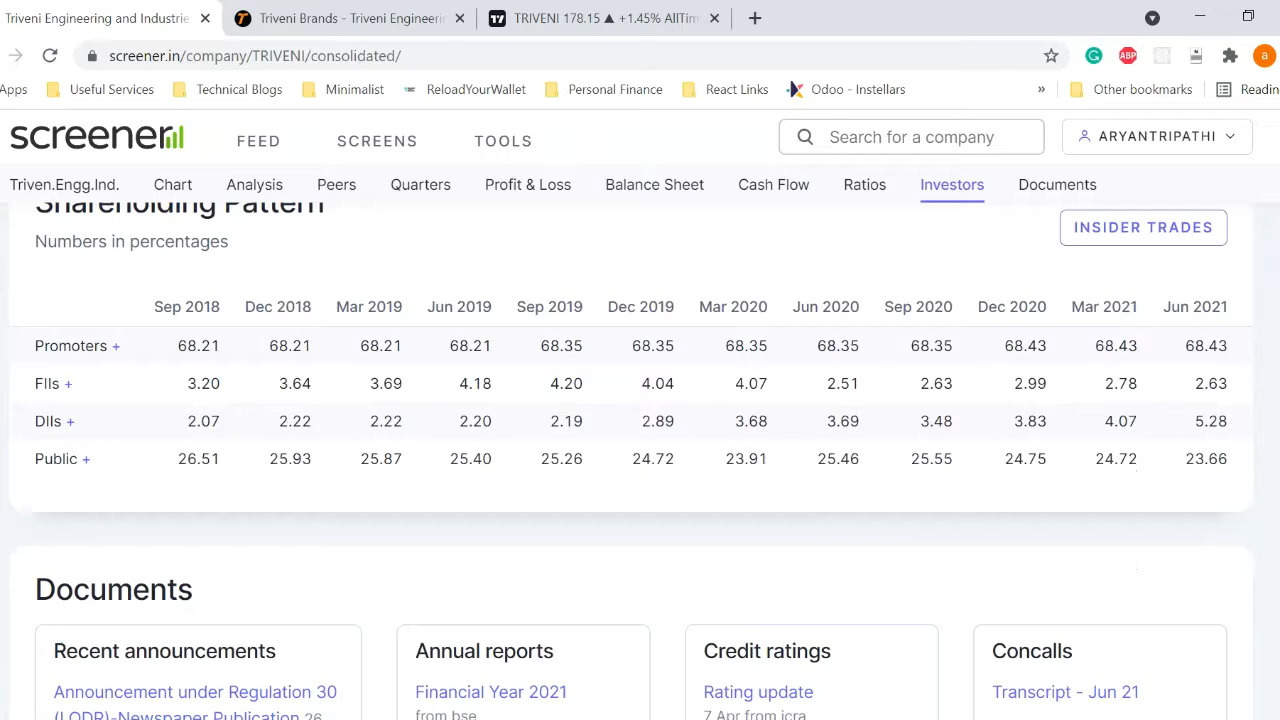 Triveni Engineering and Industrie
Triveni Brands - Triveni Engineerin
TRIVENI 178.15 ▲ +1.45% AllTim
screener.in/company/TRIVENI/consolidated/
ABP
a
Apps
Useful Services
Technical Blogs
Minimalist
ReloadYourWallet
Personal Finance
React Links
Odoo - Instellars
»
Other bookmarks
Readin
screener
FEED
SCREENS
TOOLS
Search for a company
ARYANTRIPATHI
Triven.Engg.Ind. Chart Analysis Peers Quarters Profit & Loss Balance Sheet Cash Flow Ratios Investors Documents
Shareholding Pattern
Numbers in percentages
INSIDER TRADES
Sep 2018 Dec 2018 Mar 2019 Jun 2019 Sep 2019 Dec 2019 Mar 2020 Jun 2020 Sep 2020 Dec 2020 Mar 2021 Jun 2021
Promoters + 68.21 68.21 68.21 68.21 68.35 68.35 68.35 68.35 68.35 68.43 68.43 68.43
FIIs + 3.20 3.64 3.69 4.18 4.20 4.04 4.07 2.51 2.63 2.99 2.78 2.63
DIIs + 2.07 2.22 2.22 2.20 2.19 2.89 3.68 3.69 3.48 3.83 4.07 5.28
Public + 26.51 25.93 25.87 25.40 25.26 24.72 23.91 25.46 25.55 24.75 24.72 23.66
Documents
Recent announcements
Announcement under Regulation 30
(LODR)-Newspaper Publication 26
Annual reports
Financial Year 2021
from bse
Credit ratings
Rating update
7 Apr from icra
Concalls
Transcript - Jun 21